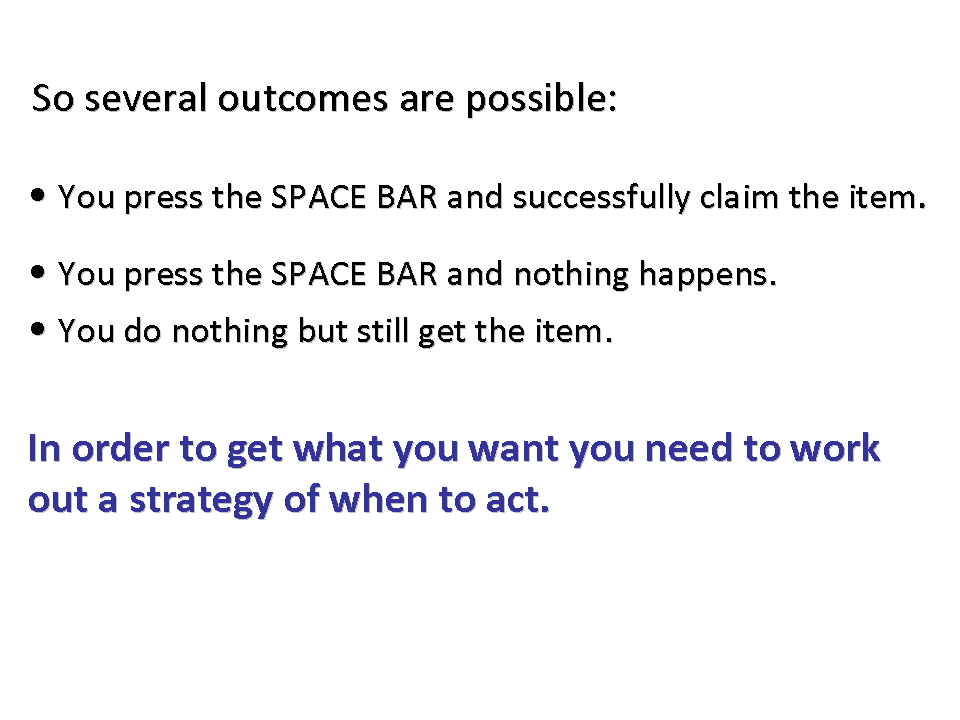 So several outcomes are possible:
• You press the SPACE BAR and successfully claim the item.
• You press the SPACE BAR and nothing happens.
• You do nothing but still get the item.
In order to get what you want you need to work
out a strategy of when to act.